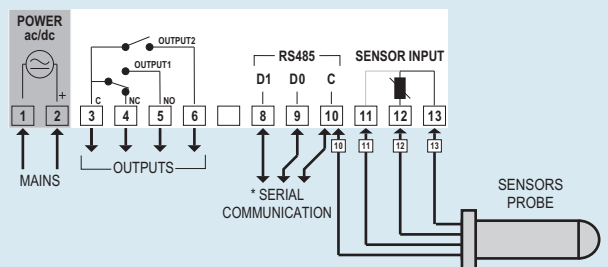 POWER
ac/dc
OUTPUT2
OUTPUT1
RS485
SENSOR INPUT
D1 D0 C
+
C NC NO
1 2 3 4 5 6 8 9 10 11 12 13
10 11 12 13
MAINS
OUTPUTS
* SERIAL
COMMUNICATION
SENSORS
PROBE